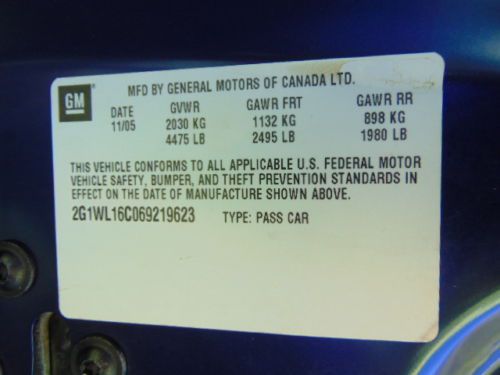 GM
MFD BY GENERAL MOTORS OF CANADA LTD.
DATE GVWR GAWR FRT GAWR RR
11/05 2030 KG 1132 KG 898 KG
4475 LB 2495 LB 1980 LB
THIS VEHICLE CONFORMS TO ALL APPLICABLE U.S. FEDERAL MOTOR
VEHICLE SAFETY, BUMPER, AND THEFT PREVENTION STANDARDS IN
EFFECT ON THE DATE OF MANUFACTURE SHOWN ABOVE.
2G1WL16C069219623 TYPE: PASS CAR